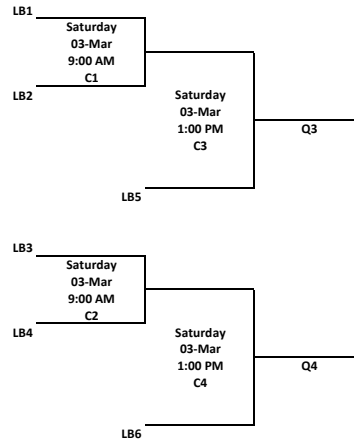 LB1
Saturday
03-Mar
9:00 AM
C1
LB2
Saturday
03-Mar
1:00 PM
C3
Q3
LB5
LB3
Saturday
03-Mar
9:00 AM
C2
LB4
Saturday
03-Mar
1:00 PM
C4
Q4
LB6